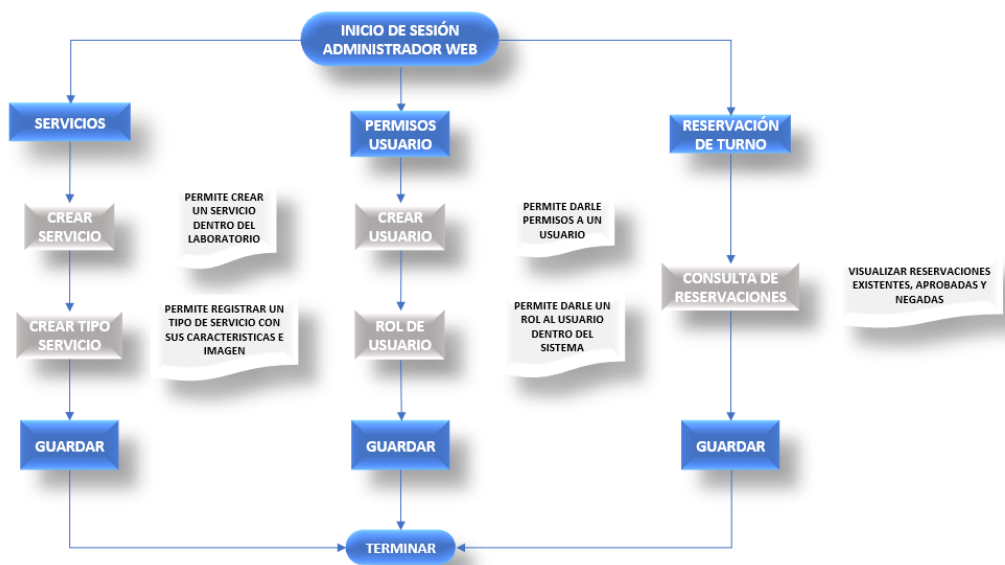 INICIO DE SESIÓN
ADMINISTRADOR WEB
SERVICIOS
PERMISOS
USUARIO
RESERVACIÓN
DE TURNO
CREAR
SERVICIO
PERMITE CREAR
UN SERVICIO
DENTRO DEL
LABORATORIO
CREAR
USUARIO
PERMITE DARLE
PERMISOS A UN
USUARIO
CONSULTA DE
RESERVACIONES
VISUALIZAR RESERVACIONES
EXISTENTES, APROBADAS Y
NEGADAS
CREAR TIPO
SERVICIO
PERMITE REGISTRAR UN
TIPO DE SERVICIO CON
SUS CARACTERISTICAS E
IMAGEN
ROL DE
USUARIO
PERMITE DARLE UN
ROL AL USUARIO
DENTRO DEL
SISTEMA
GUARDAR
GUARDAR
GUARDAR
TERMINAR